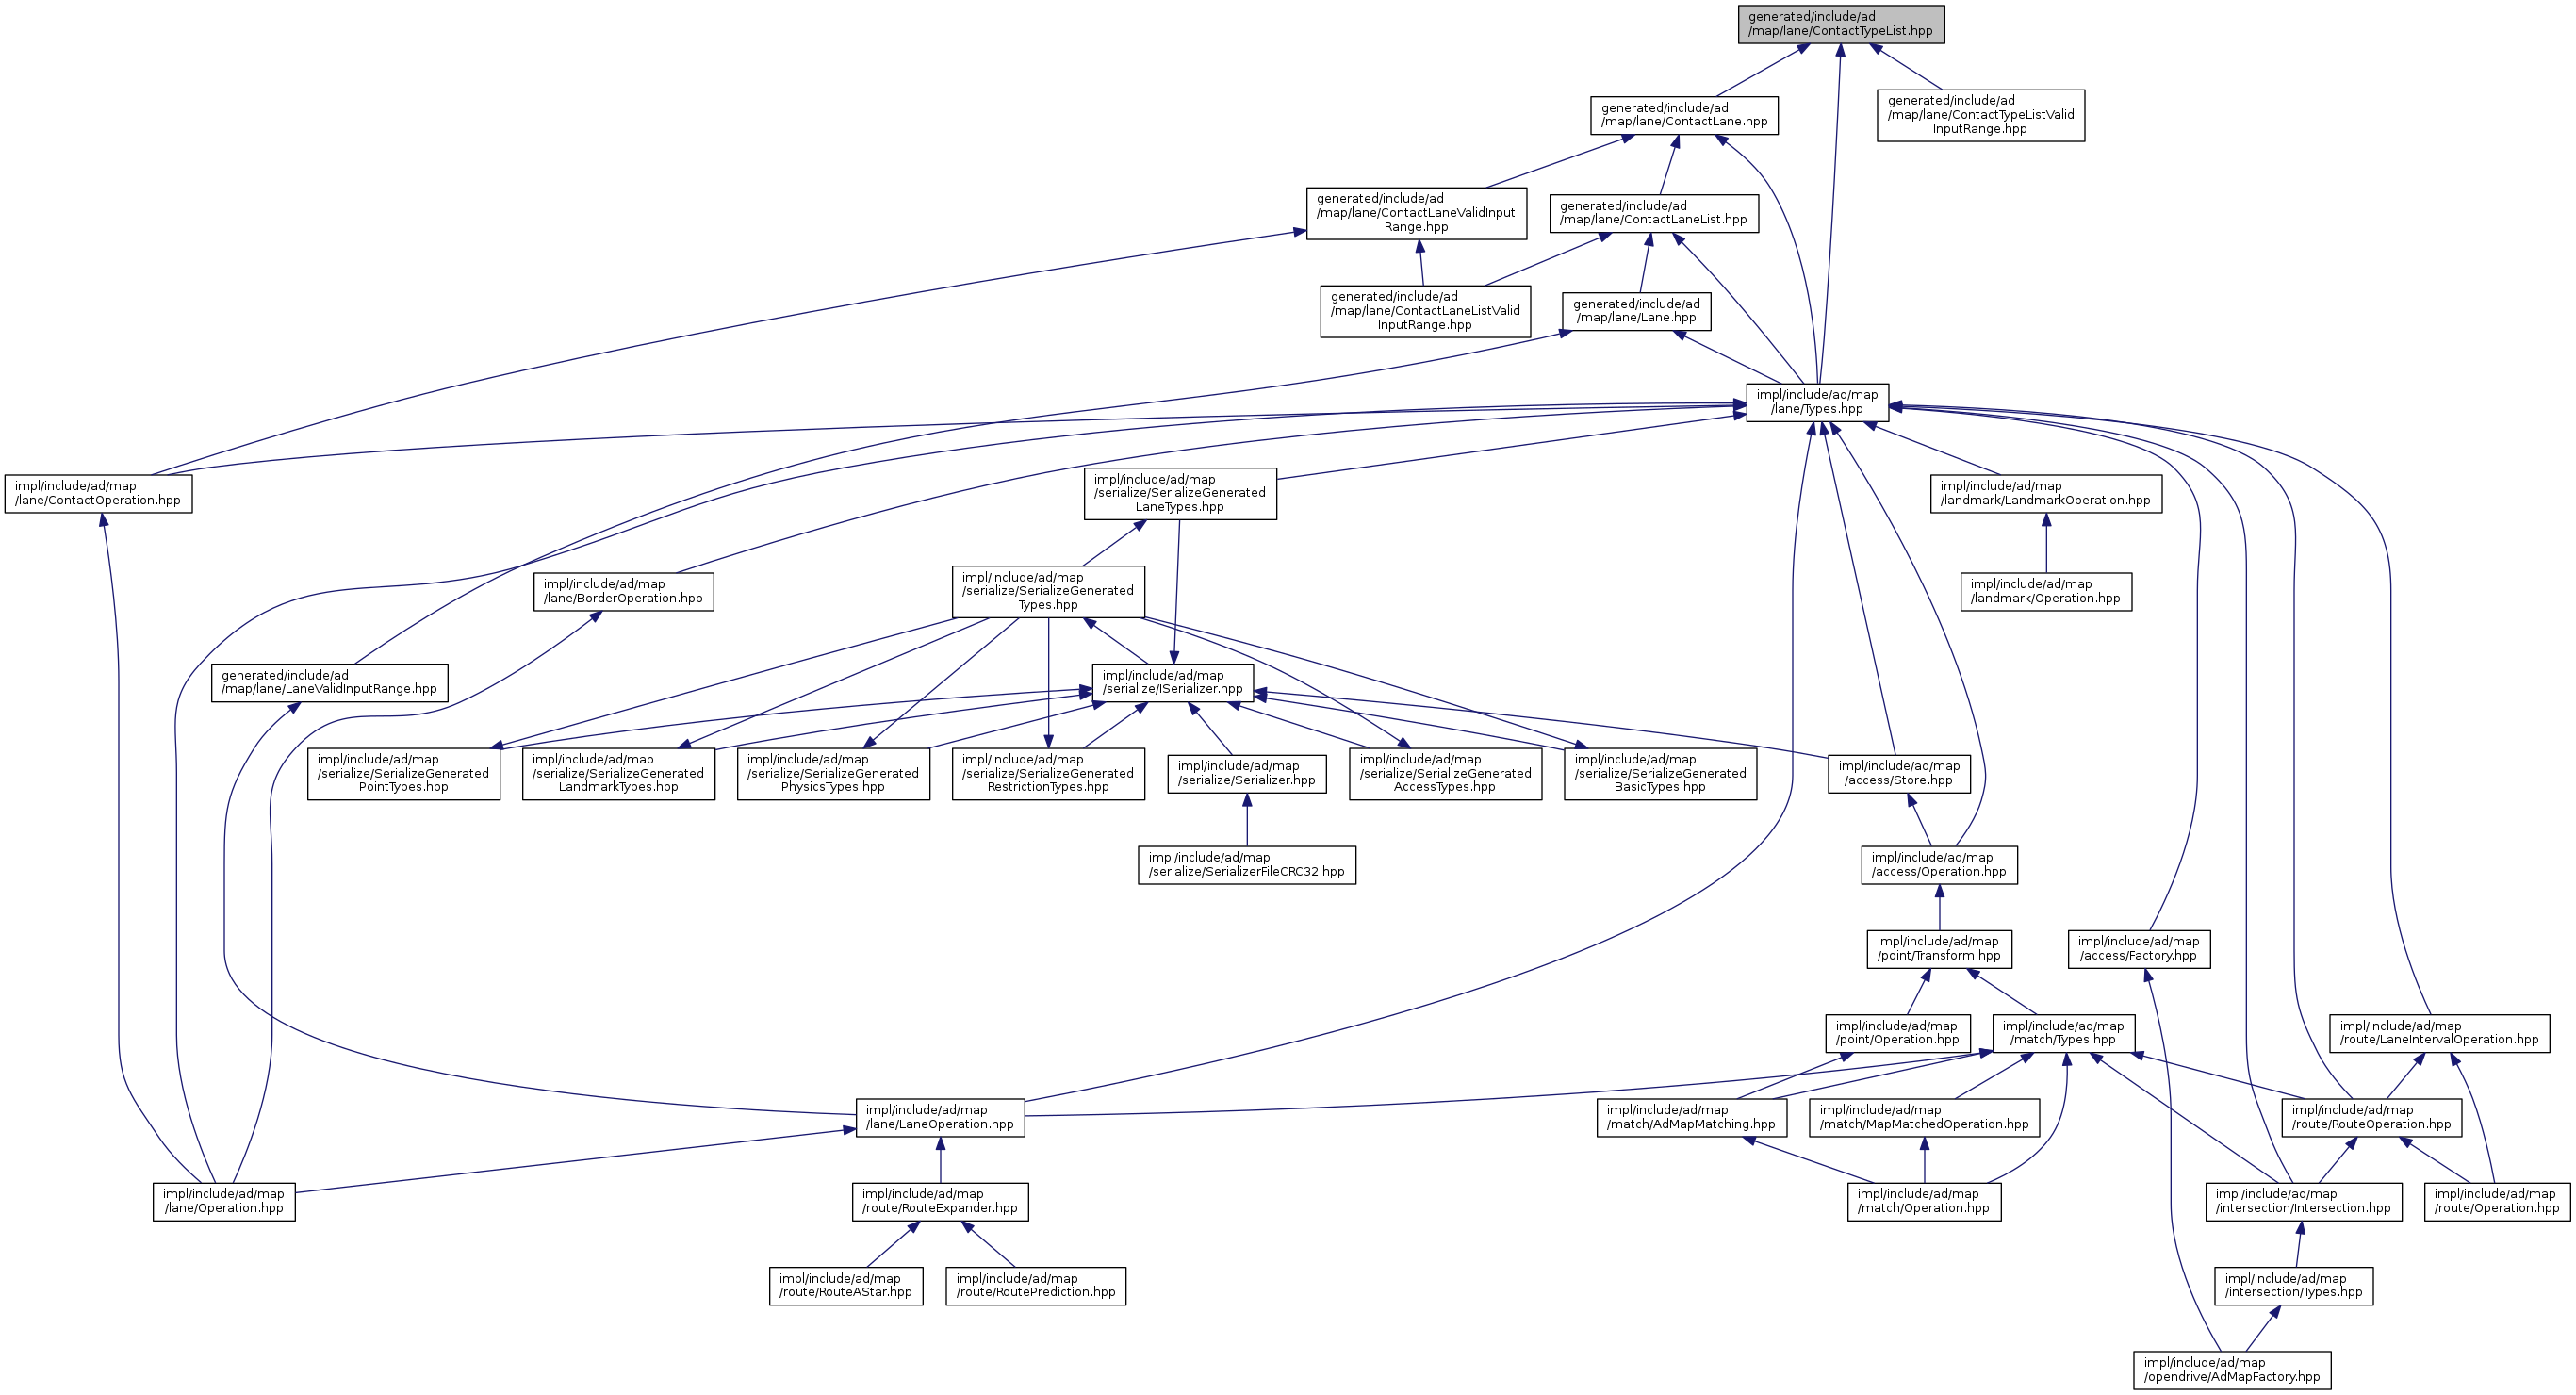 generated/include/ad
/map/lane/ContactTypeList.hpp
generated/include/ad
/map/lane/ContactLane.hpp
generated/include/ad
/map/lane/ContactTypeListValid
InputRange.hpp
generated/include/ad
/map/lane/ContactLaneValidInput
Range.hpp
generated/include/ad
/map/lane/ContactLaneList.hpp
generated/include/ad
/map/lane/ContactLaneListValid
InputRange.hpp
generated/include/ad
/map/lane/Lane.hpp
impl/include/ad/map
/lane/Types.hpp
impl/include/ad/map
/lane/ContactOperation.hpp
impl/include/ad/map
/serialize/SerializeGenerated
LaneTypes.hpp
impl/include/ad/map
/landmark/LandmarkOperation.hpp
impl/include/ad/map
/lane/BorderOperation.hpp
impl/include/ad/map
/serialize/SerializeGenerated
Types.hpp
impl/include/ad/map
/landmark/Operation.hpp
generated/include/ad
/map/lane/LaneValidInputRange.hpp
impl/include/ad/map
/serialize/ISerializer.hpp
impl/include/ad/map
/serialize/SerializeGenerated
PointTypes.hpp
impl/include/ad/map
/serialize/SerializeGenerated
LandmarkTypes.hpp
impl/include/ad/map
/serialize/SerializeGenerated
PhysicsTypes.hpp
impl/include/ad/map
/serialize/SerializeGenerated
RestrictionTypes.hpp
impl/include/ad/map
/serialize/Serializer.hpp
impl/include/ad/map
/serialize/SerializeGenerated
AccessTypes.hpp
impl/include/ad/map
/serialize/SerializeGenerated
BasicTypes.hpp
impl/include/ad/map
/access/Store.hpp
impl/include/ad/map
/serialize/SerializerFileCRC32.hpp
impl/include/ad/map
/access/Operation.hpp
impl/include/ad/map
/point/Transform.hpp
impl/include/ad/map
/access/Factory.hpp
impl/include/ad/map
/point/Operation.hpp
impl/include/ad/map
/match/Types.hpp
impl/include/ad/map
/route/LaneIntervalOperation.hpp
impl/include/ad/map
/lane/LaneOperation.hpp
impl/include/ad/map
/match/AdMapMatching.hpp
impl/include/ad/map
/match/MapMatchedOperation.hpp
impl/include/ad/map
/route/RouteOperation.hpp
impl/include/ad/map
/lane/Operation.hpp
impl/include/ad/map
/route/RouteExpander.hpp
impl/include/ad/map
/match/Operation.hpp
impl/include/ad/map
/intersection/Intersection.hpp
impl/include/ad/map
/route/Operation.hpp
impl/include/ad/map
/route/RouteAStar.hpp
impl/include/ad/map
/route/RoutePrediction.hpp
impl/include/ad/map
/intersection/Types.hpp
impl/include/ad/map
/opendrive/AdMapFactory.hpp